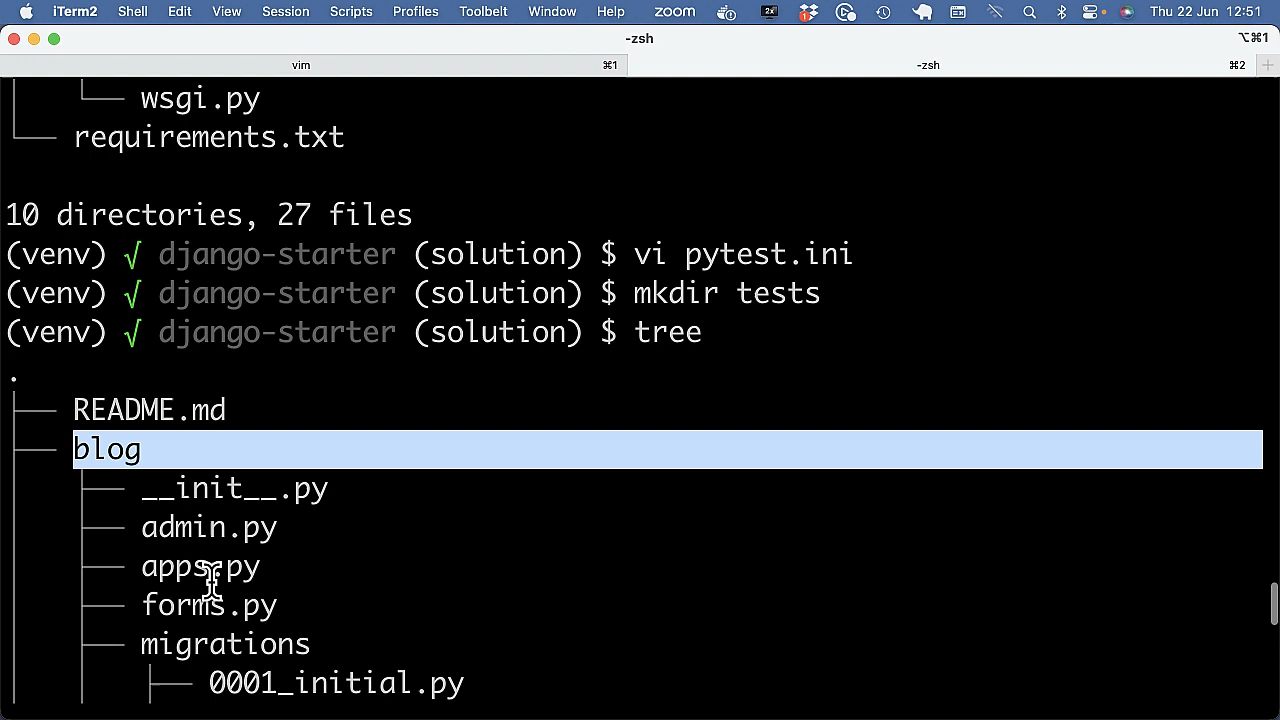 iTerm2 Shell Edit View Session Scripts Profiles Toolbelt Window Help zoom 2x 1 Thu 22 Jun 12:51
-zsh ⌥⌘1
vim ⌘1 -zsh ⌘2 +
└── wsgi.py
└── requirements.txt
10 directories, 27 files
(venv) √ django-starter (solution) $ vi pytest.ini
(venv) √ django-starter (solution) $ mkdir tests
(venv) √ django-starter (solution) $ tree
.
├── README.md
├── blog
├── __init__.py
├── admin.py
├── apps.py
├── forms.py
├── migrations
├── 0001_initial.py